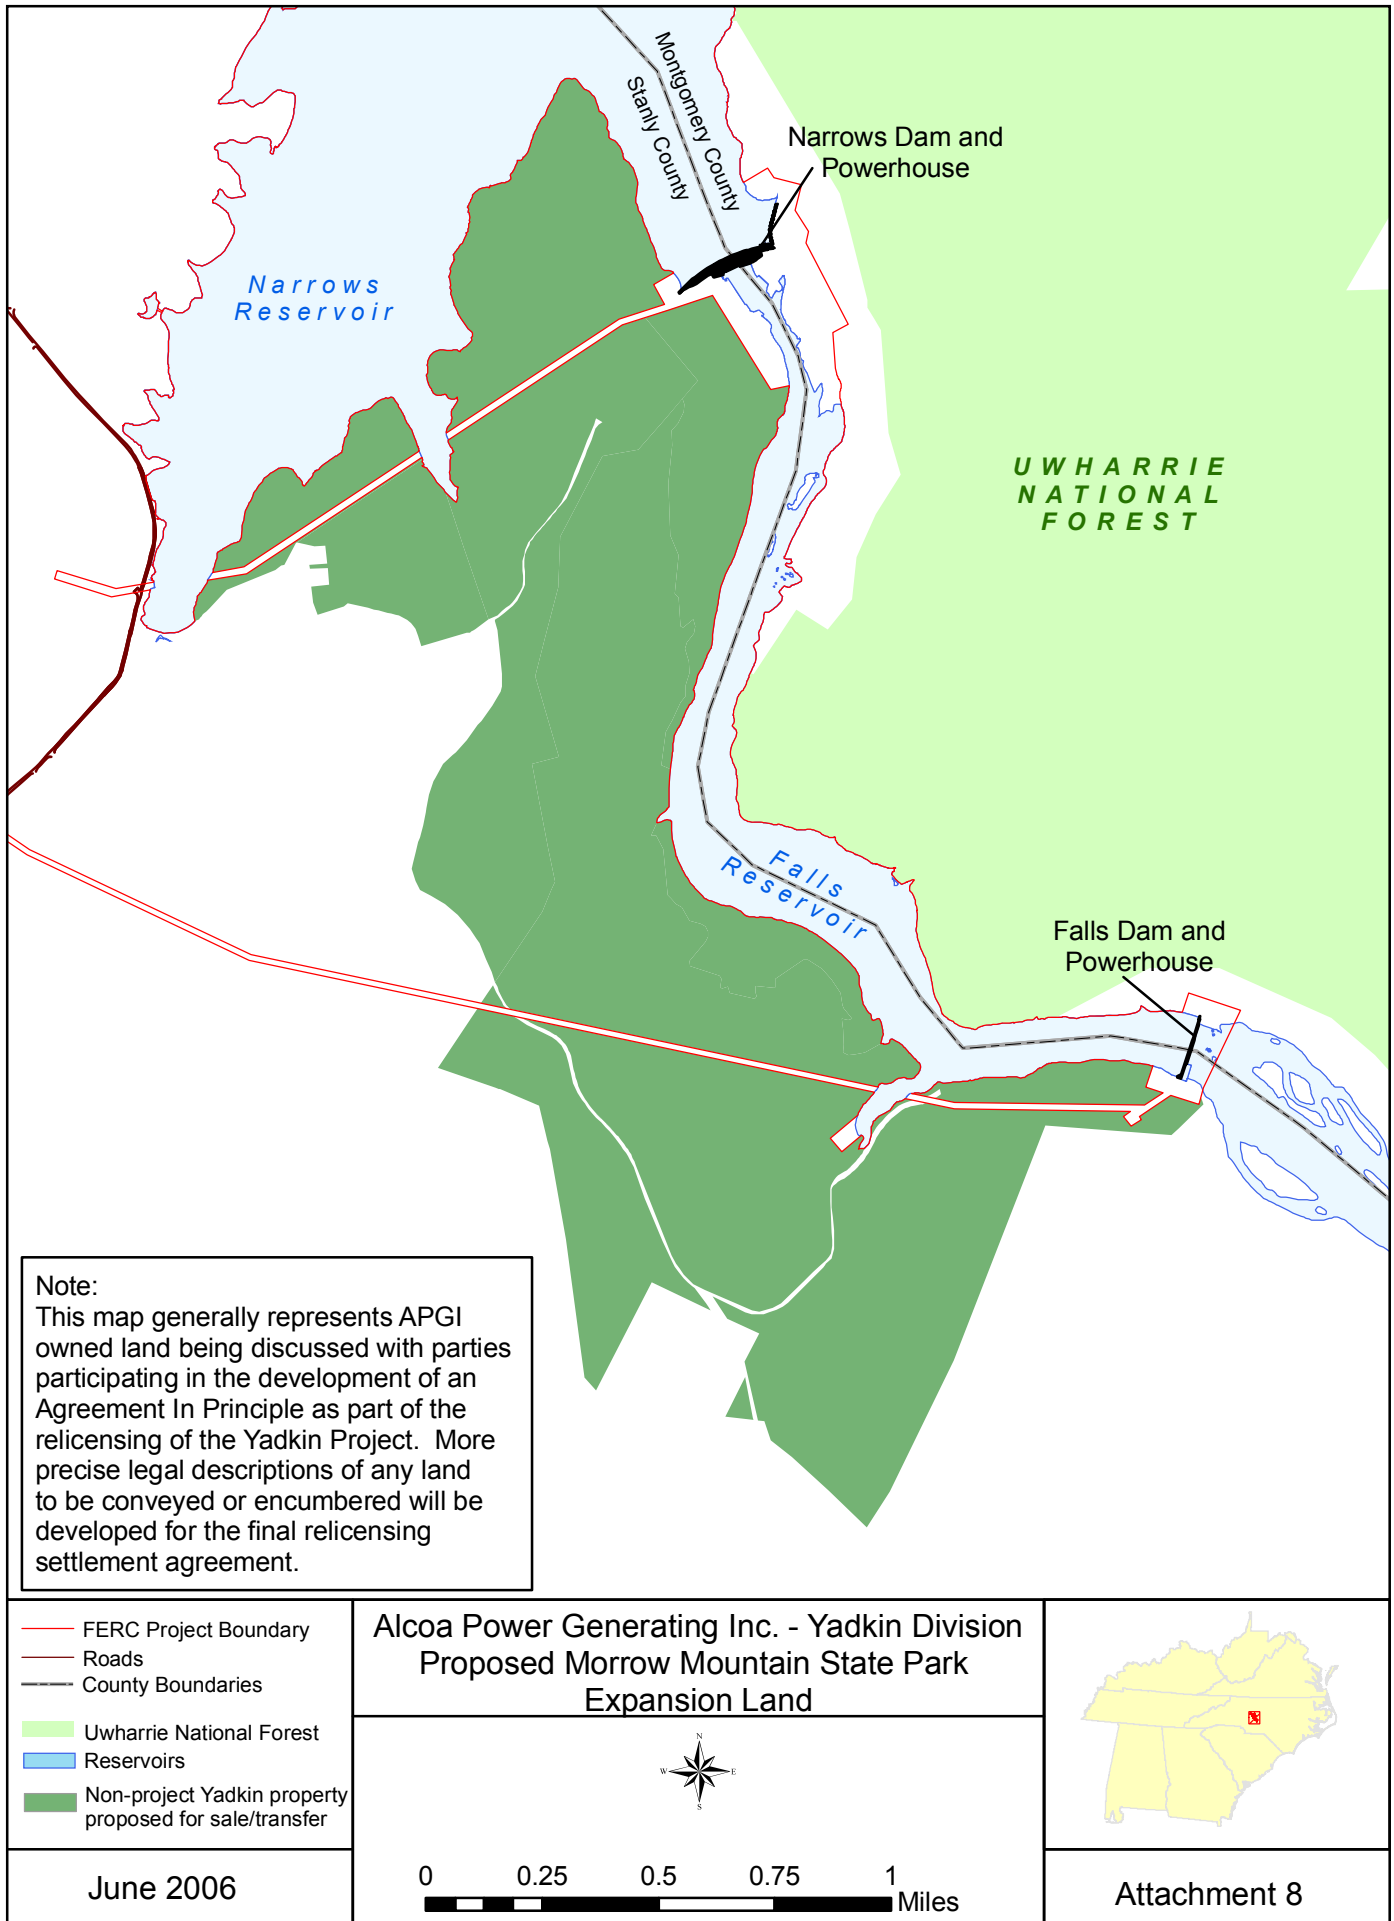 Montgomery County
Stanly County
Narrows Dam and
Powerhouse
Narrows
Reservoir
UWHARRIE
NATIONAL
FOREST
Falls
Reservoir
Falls Dam and
Powerhouse
Note:
This map generally represents APGI
owned land being discussed with parties
participating in the development of an
Agreement In Principle as part of the
relicensing of the Yadkin Project.  More
precise legal descriptions of any land
to be conveyed or encumbered will be
developed for the final relicensing
settlement agreement.
FERC Project Boundary
Roads
County Boundaries
Uwharrie National Forest
Reservoirs
Non-project Yadkin property
proposed for sale/transfer
June 2006
Alcoa Power Generating Inc. - Yadkin Division
Proposed Morrow Mountain State Park
Expansion Land
N
W E
S
0 0.25 0.5 0.75 1
Miles
Attachment 8